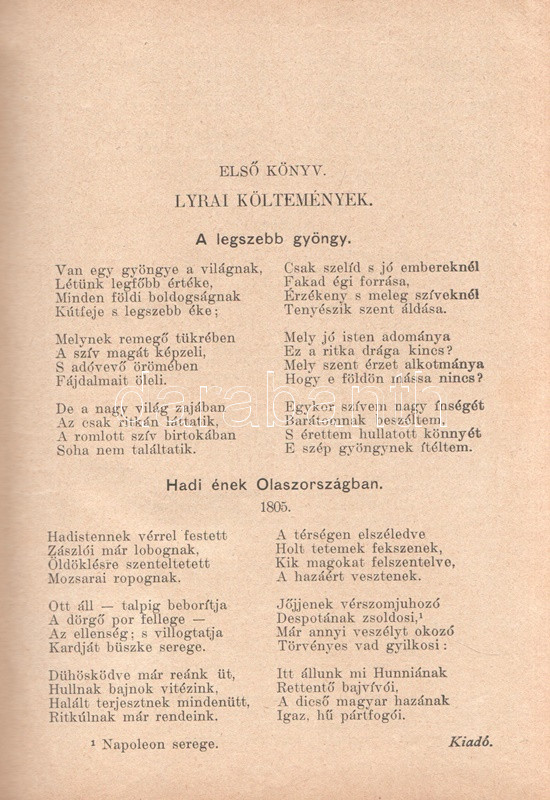 ELSŐ KÖNYV.
LYRAI KÖLTEMÉNYEK.
A legszebb gyöngy.
Van egy gyöngye a világnak,
Létünk legfőbb értéke,
Minden földi boldogságnak
Kútfeje s legszebb éke;
Melynek remegő tükrében
A szív magát képzeli,
S adóvevő örömében
Fájdalmait öleli.
De a nagy világ zajában
Az csak ritkán láttatik,
A romlott szív birtokában
Soha nem találtatik.
Csak szelíd s jó embereknél
Fakad égi forrása,
Érzékeny s meleg szíveknél
Tenyészik szent áldása.
Mely jó isten adománya
Ez a ritka drága kincs?
Mely szent érzet alkotmánya
Hogy e földön mássa nincs?
Egykor szívem nagy ínségét
Barátomnak beszéltem,
S érettem hullatott könnyét
E szép gyöngynek ítéltem.
Hadi ének Olaszországban.
1805.
Hadistennek vérrel festett
Zászlói már lobognak,
Öldöklésre szenteltetett
Mozsarai ropognak.
Ott áll — talpig beborítja
A dörgő por fellege —
Az ellenség; s villogtatja
Kardját büszke serege.
Dühösködve már reánk üt,
Hullnak bajnok vitézink,
Halált terjesztnek mindenütt,
Ritkúlnak már rendeink.
A térségen elszéledve
Holt tetemek fekszenek,
Kik magokat felszentelve,
A hazáért vesztenek.
Jőjjenek vérszomjuhozó
Despotának zsoldosi,¹
Már annyi veszélyt okozó
Törvényes vad gyilkosi:
Itt állunk mi Hunniának
Rettentő bajvívói,
A dicső magyar hazának
Igaz, hű pártfogói.
¹ Napoleon serege.
Kiadó.
darabanth